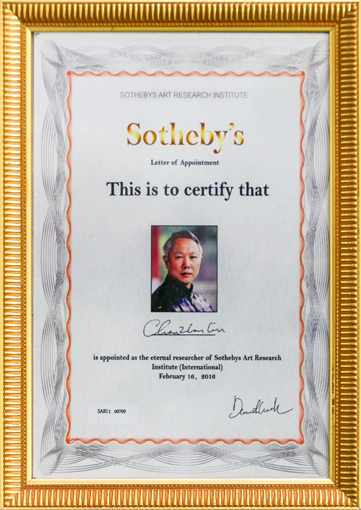 SOTHEBYS ART RESEARCH INSTITUTE
Sotheby's
Letter of Appointment
This is to certify that
is appointed as the eternal researcher of Sothebys Art Research
Institute (International)
February 16, 2016
SARI: 00709